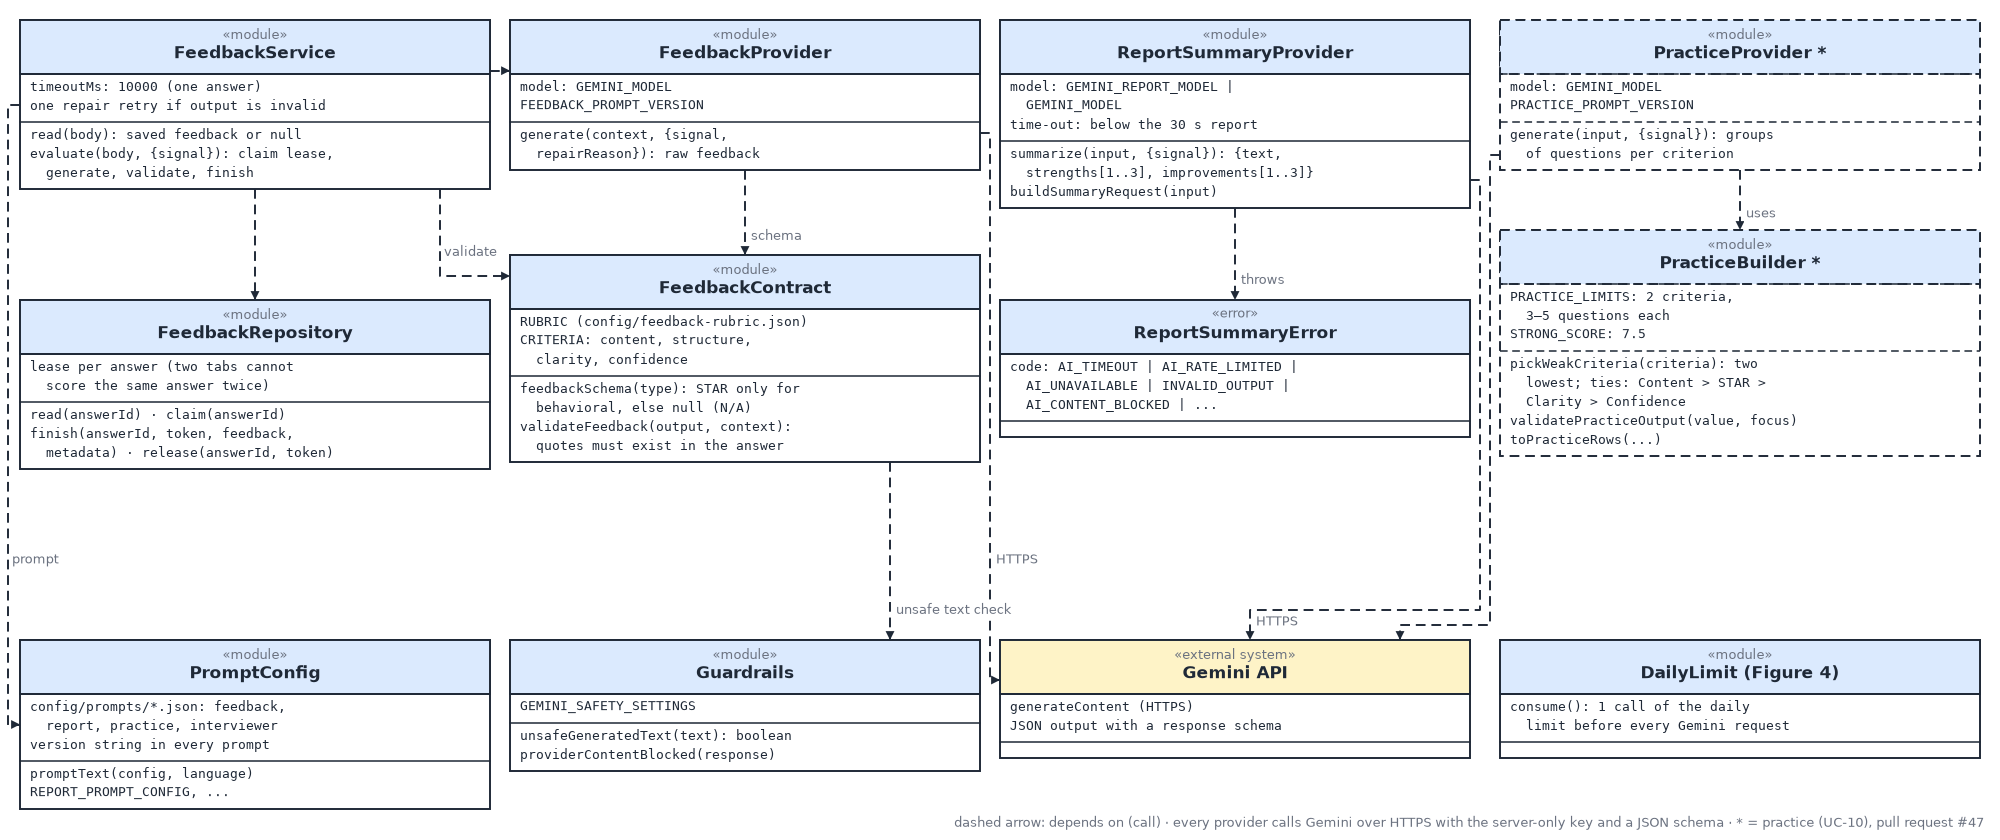 «module»
FeedbackService
timeoutMs: 10000 (one answer)
one repair retry if output is invalid
read(body): saved feedback or null
evaluate(body, {signal}): claim lease,
generate, validate, finish
«module»
FeedbackProvider
model: GEMINI_MODEL
FEEDBACK_PROMPT_VERSION
generate(context, {signal,
repairReason}): raw feedback
«module»
ReportSummaryProvider
model: GEMINI_REPORT_MODEL |
GEMINI_MODEL
time-out: below the 30 s report
summarize(input, {signal}): {text,
strengths[1..3], improvements[1..3]}
buildSummaryRequest(input)
«module»
PracticeProvider *
model: GEMINI_MODEL
PRACTICE_PROMPT_VERSION
generate(input, {signal}): groups
of questions per criterion
validate
schema
throws
uses
«module»
FeedbackRepository
lease per answer (two tabs cannot
score the same answer twice)
read(answerId) · claim(answerId)
finish(answerId, token, feedback,
metadata) · release(answerId, token)
«module»
FeedbackContract
RUBRIC (config/feedback-rubric.json)
CRITERIA: content, structure,
clarity, confidence
feedbackSchema(type): STAR only for
behavioral, else null (N/A)
validateFeedback(output, context):
quotes must exist in the answer
«error»
ReportSummaryError
code: AI_TIMEOUT | AI_RATE_LIMITED |
AI_UNAVAILABLE | INVALID_OUTPUT |
AI_CONTENT_BLOCKED | ...
«module»
PracticeBuilder *
PRACTICE_LIMITS: 2 criteria,
3–5 questions each
STRONG_SCORE: 7.5
pickWeakCriteria(criteria): two
lowest; ties: Content > STAR >
Clarity > Confidence
validatePracticeOutput(value, focus)
toPracticeRows(...)
prompt
HTTPS
unsafe text check
HTTPS
«module»
PromptConfig
config/prompts/*.json: feedback,
report, practice, interviewer
version string in every prompt
promptText(config, language)
REPORT_PROMPT_CONFIG, ...
«module»
Guardrails
GEMINI_SAFETY_SETTINGS
unsafeGeneratedText(text): boolean
providerContentBlocked(response)
«external system»
Gemini API
generateContent (HTTPS)
JSON output with a response schema
«module»
DailyLimit (Figure 4)
consume(): 1 call of the daily
limit before every Gemini request
dashed arrow: depends on (call) · every provider calls Gemini over HTTPS with the server-only key and a JSON schema · * = practice (UC-10), pull request #47